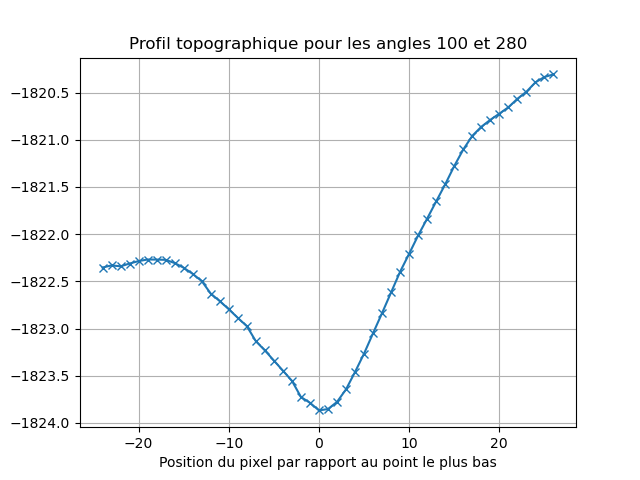 Profil topographique pour les angles 100 et 280
−1820.5
−1821.0
−1821.5
−1822.0
−1822.5
−1823.0
−1823.5
−1824.0
−20 −10 0 10 20
Position du pixel par rapport au point le plus bas